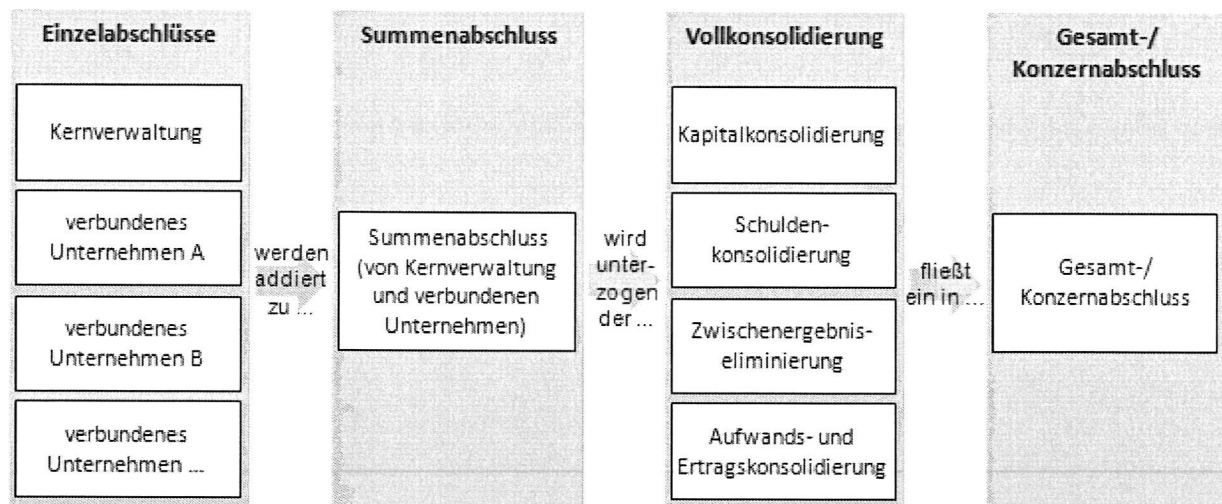 Einzelabschlüsse
Kernverwaltung
verbundenes
Unternehmen A
verbundenes
Unternehmen B
verbundenes
Unternehmen ...
werden
addiert
zu ...
Summenabschluss
Summenabschluss
(von Kernverwaltung
und verbundenen
Unternehmen)
wird
unter-
zogen
der ...
Vollkonsolidierung
Kapitalkonsolidierung
Schulden-
konsolidierung
Zwischenergebnis-
eliminierung
Aufwands- und
Ertragskonsolidierung
fließt
ein in ...
Gesamt-/
Konzernabschluss
Gesamt-/
Konzernabschluss